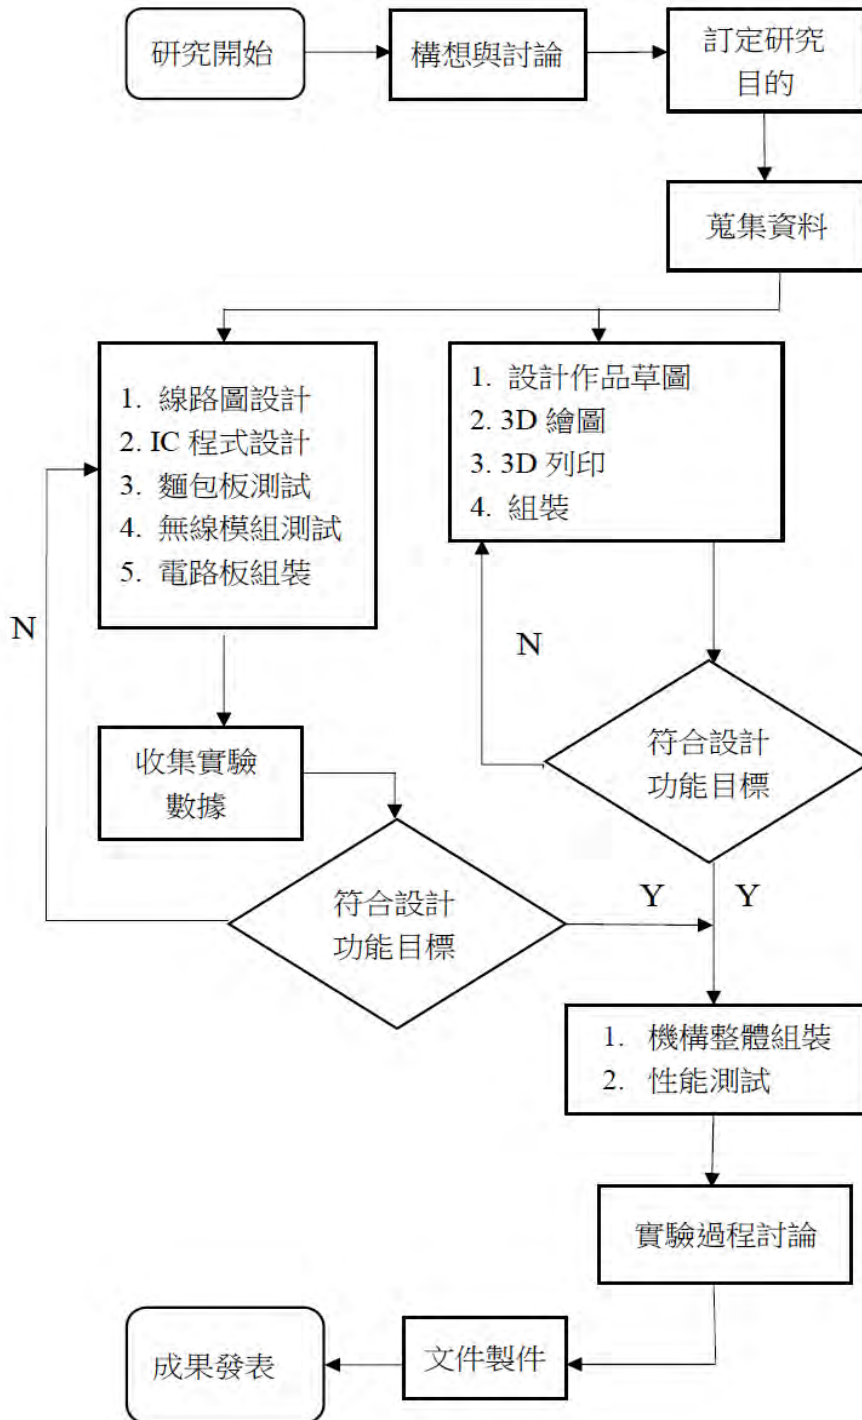 研究開始
構想與討論
訂定研究
目的
蒐集資料
1. 線路圖設計
2. IC 程式設計
3. 麵包板測試
4. 無線模組測試
5. 電路板組裝
1. 設計作品草圖
2. 3D 繪圖
3. 3D 列印
4. 組裝
N
N
收集實驗
數據
符合設計
功能目標
符合設計
功能目標
Y
Y
1. 機構整體組裝
2. 性能測試
實驗過程討論
文件製件
成果發表